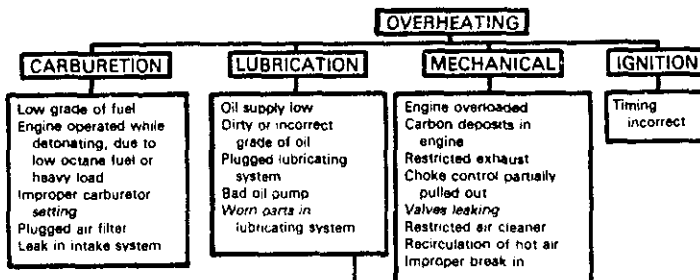 OVERHEATING
CARBURETION
Low grade of fuel
Engine operated while
detonating, due to
low octane fuel or
heavy load
Improper carburetor
setting
Plugged air filter
Leak in intake system
LUBRICATION
Oil supply low
Dirty or incorrect
grade of oil
Plugged lubricating
system
Bad oil pump
Worn parts in
lubricating system
MECHANICAL
Engine overloaded
Carbon deposits in
engine
Restricted exhaust
Choke control partially
pulled out
Valves leaking
Restricted air cleaner
Recirculation of hot air
Improper break in
IGNITION
Timing
incorrect